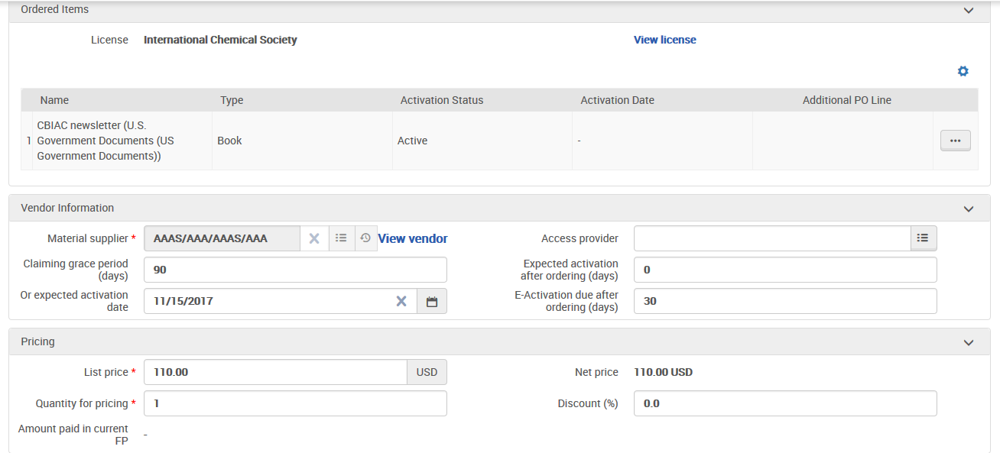 Ordered Items
License International Chemical Society View license
Name Type Activation Status Activation Date Additional PO Line
CBIAC newsletter (U.S.
1 Government Documents (US Book Active -
Government Documents))
Vendor Information
Material supplier * AAAS/AAA/AAAS/AAA View vendor Access provider
Claiming grace period (days) 90 Expected activation after ordering (days) 0
Or expected activation date 11/15/2017 E-Activation due after ordering (days) 30
Pricing
List price * 110.00 USD Net price 110.00 USD
Quantity for pricing * 1 Discount (%) 0.0
Amount paid in current FP -